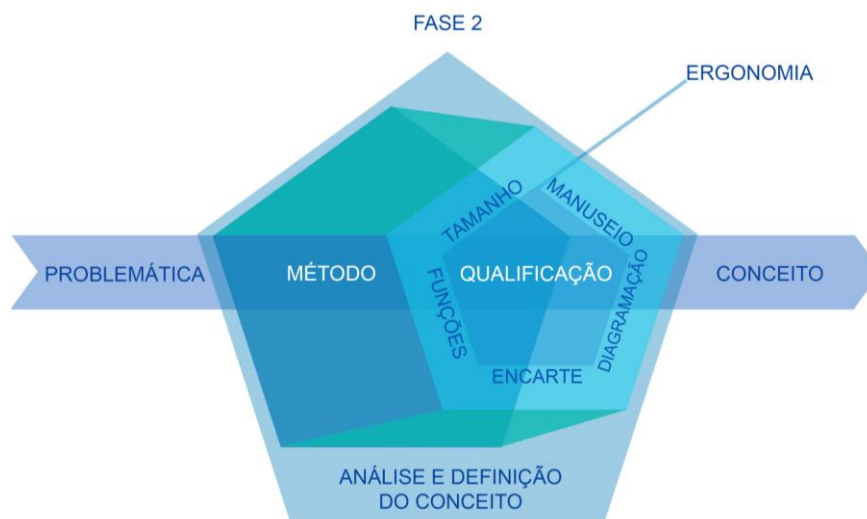 FASE 2
ERGONOMIA
TAMANHO
MANUSEIO
PROBLEMÁTICA
MÉTODO
FUNÇÕES
QUALIFICAÇÃO
DIAGRAMAÇÃO
CONCEITO
ENCARTE
ANÁLISE E DEFINIÇÃO
DO CONCEITO